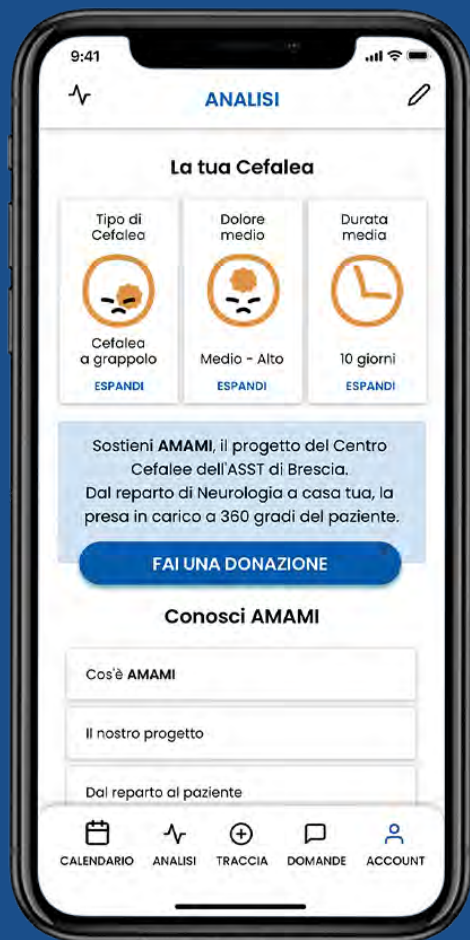 9:41
ANALISI
La tua Cefalea
Tipo di
Cefalea
Cefalea
a grappolo
ESPANDI
Dolore
medio
Medio - Alto
ESPANDI
Durata
media
10 giorni
ESPANDI
Sostieni AMAMI, il progetto del Centro
Cefalee dell'ASST di Brescia.
Dal reparto di Neurologia a casa tua, la
presa in carico a 360 gradi del paziente.
FAI UNA DONAZIONE
Conosci AMAMI
Cos'è AMAMI
Il nostro progetto
Dal reparto al paziente
CALENDARIO
ANALISI
TRACCIA
DOMANDE
ACCOUNT